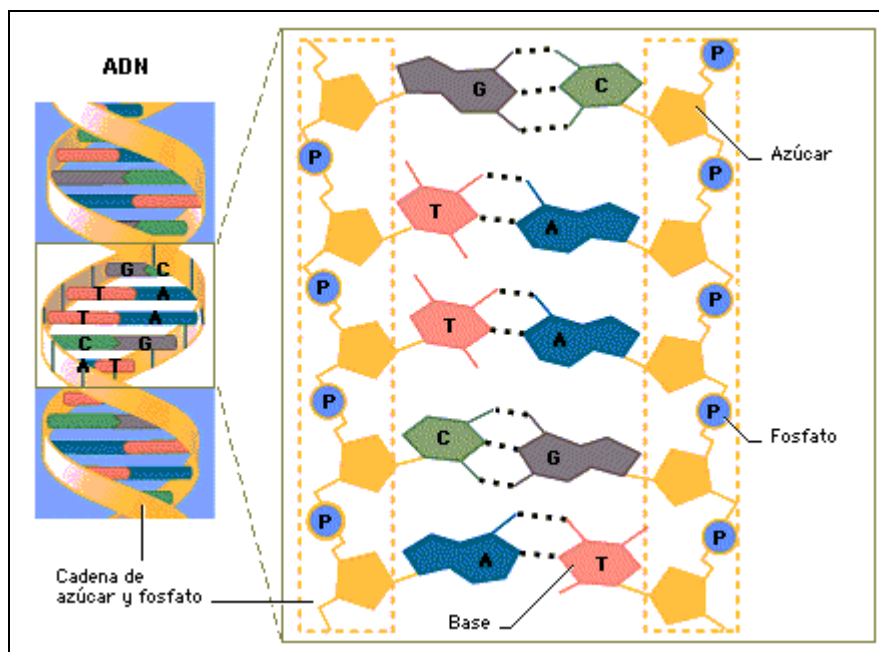 ADN
G C
T A
T A
C G
A T
Cadena de
azúcar y fosfato
P
G C
Azúcar
P
P
T A
P
P
T A
P
P
C G
Fosfato
P
P
A T
Base